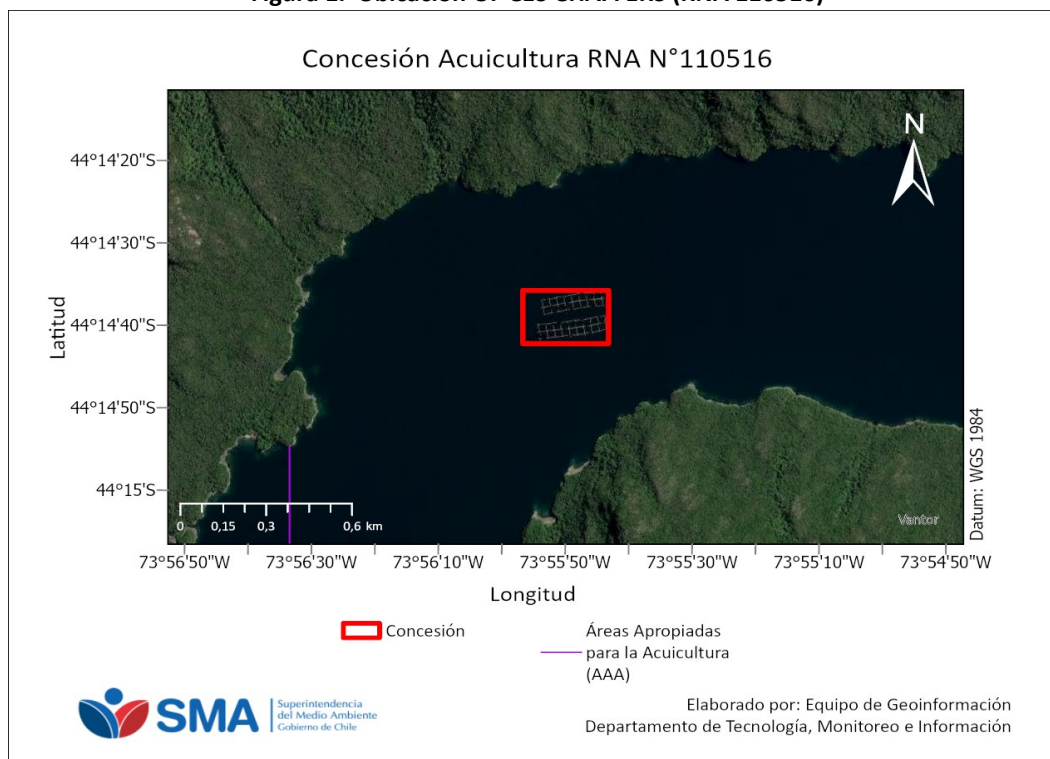 Concesión Acuicultura RNA N°110516
N
44°14'20"S
44°14'30"S
44°14'40"S
44°14'50"S
44°15'S
Latitud
Datum: WGS 1984
Vantor
0 0,15 0,3 0,6 km
73°56'50"W 73°56'30"W 73°56'10"W 73°55'50"W 73°55'30"W 73°55'10"W 73°54'50"W
Longitud
Concesión
Áreas Apropiadas
para la Acuicultura
(AAA)
SMA
Superintendencia
del Medio Ambiente
Gobierno de Chile
Elaborado por: Equipo de Geoinformación
Departamento de Tecnología, Monitoreo e Información